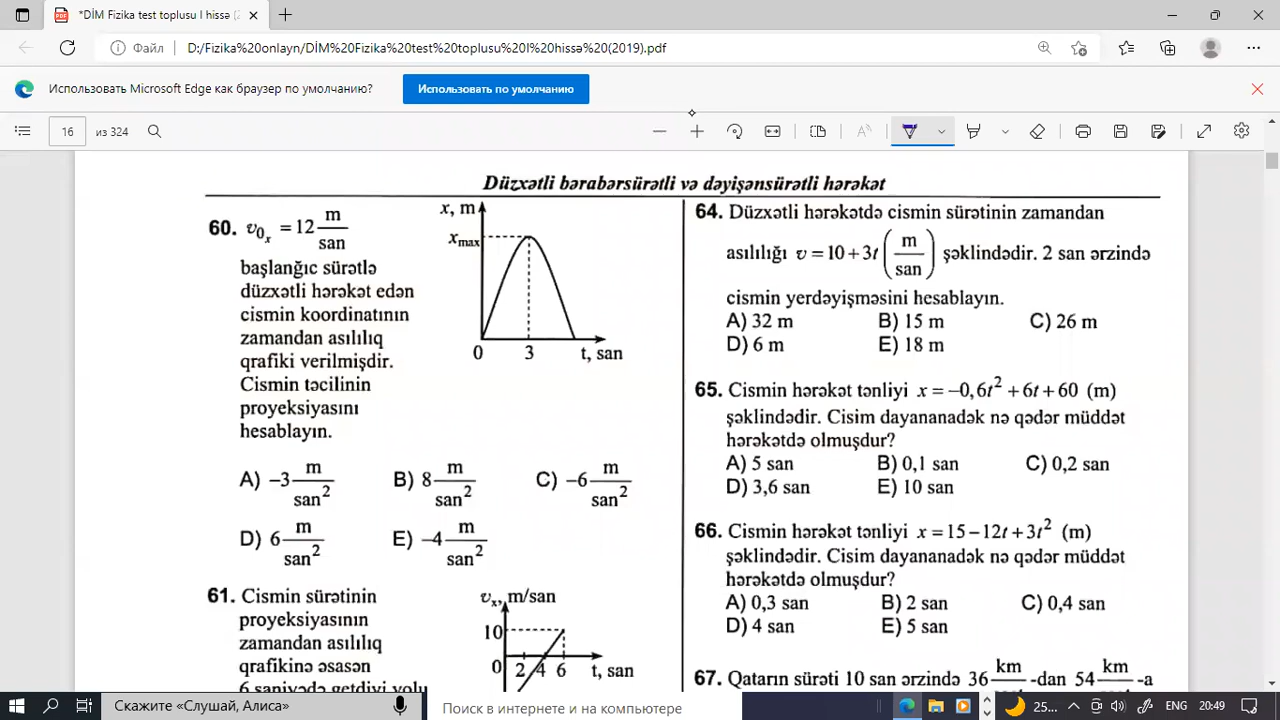 *DİM Fizika test toplusu I hissə (
Файл
D:/Fizika%20onlayn/DİM%20Fizika%20test%20toplusu%20I%20hissə%20(2019).pdf
Использовать Microsoft Edge как браузер по умолчанию?
Использовать по умолчанию
16 из 324
Düzxətli bərabərsürətli və dəyişənsürətli hərəkət
60. v₀ₓ = 12 m/san
başlanğıc sürətlə
düzxətli hərəkət edən
cismin koordinatının
zamandan asılılıq
qrafiki verilmişdir.
Cismin təcilinin
proyeksiyasını
hesablayın.
x, m
xmax
0 3 t, san
A) –3 m/san² B) 8 m/san² C) –6 m/san²
D) 6 m/san² E) –4 m/san²
61. Cismin sürətinin
proyeksiyasının
zamandan asılılıq
qrafikinə əsasən
6 saniyədə getdiyi yolu
vₓ, m/san
10
0 2 4 6 t, san
64. Düzxətli hərəkətdə cismin sürətinin zamandan
asılılığı v = 10 + 3t (m/san) şəklindədir. 2 san ərzində
cismin yerdəyişməsini hesablayın.
A) 32 m B) 15 m C) 26 m
D) 6 m E) 18 m
65. Cismin hərəkət tənliyi x = –0,6t² + 6t + 60 (m)
şəklindədir. Cisim dayananadək nə qədər müddət
hərəkətdə olmuşdur?
A) 5 san B) 0,1 san C) 0,2 san
D) 3,6 san E) 10 san
66. Cismin hərəkət tənliyi x = 15 – 12t + 3t² (m)
şəklindədir. Cisim dayananadək nə qədər müddət
hərəkətdə olmuşdur?
A) 0,3 san B) 2 san C) 0,4 san
D) 4 san E) 5 san
67. Qatarın sürəti 10 san ərzində 36 km -dan 54 km -a
Скажите «Слушай, Алиса»
Поиск в интернете и на компьютере
25...
ENG
20:49